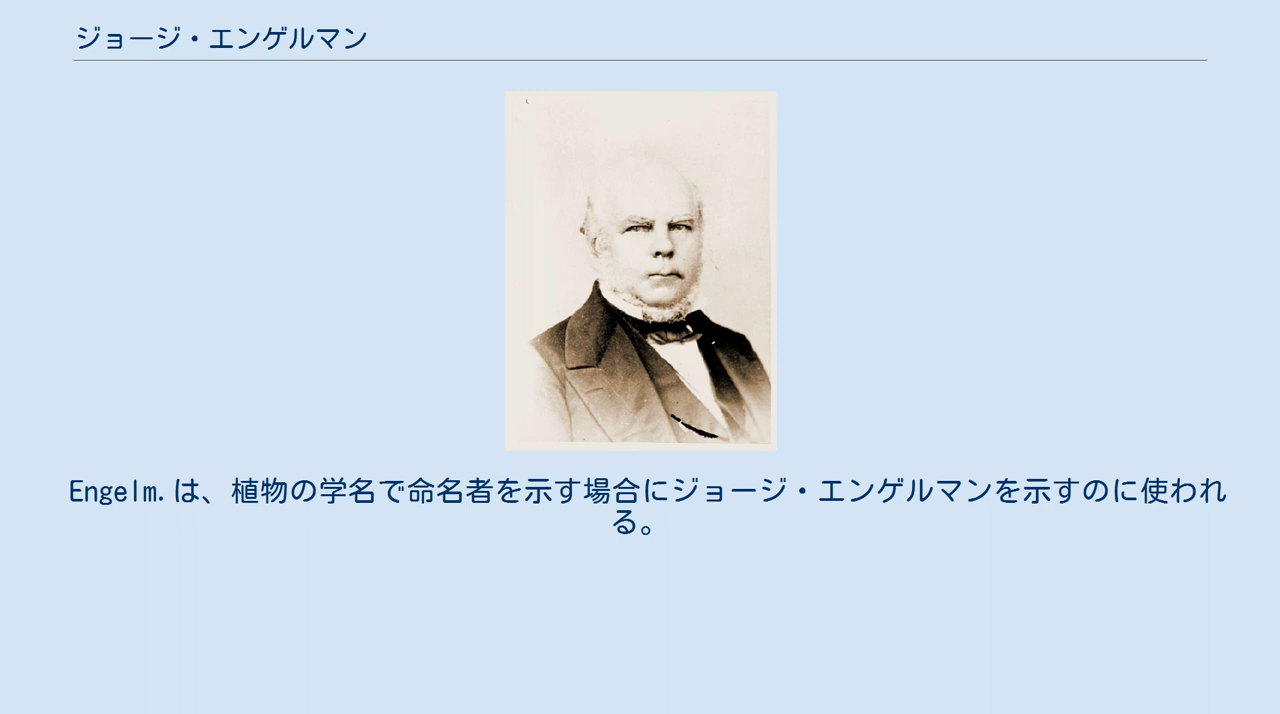 ジョージ・エンゲルマン
Engelm.は、植物の学名で命名者を示す場合にジョージ・エンゲルマンを示すのに使われ
る。